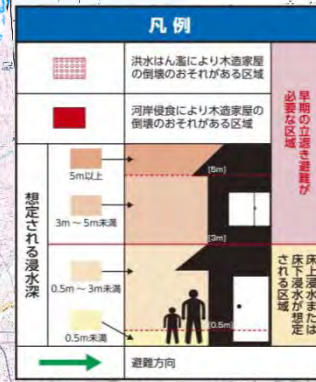 凡例
洪水はん濫により木造家屋
の倒壊のおそれがある区域
河岸侵食により木造家屋の
倒壊のおそれがある区域
早期の立退き避難が
必要な区域
想定される浸水深
5m以上
[5m]
3m～5m未満
[3m]
0.5m～3m未満
0.5m未満
[0.5m]
床上浸水または
床下浸水が想定
される区域
避難方向